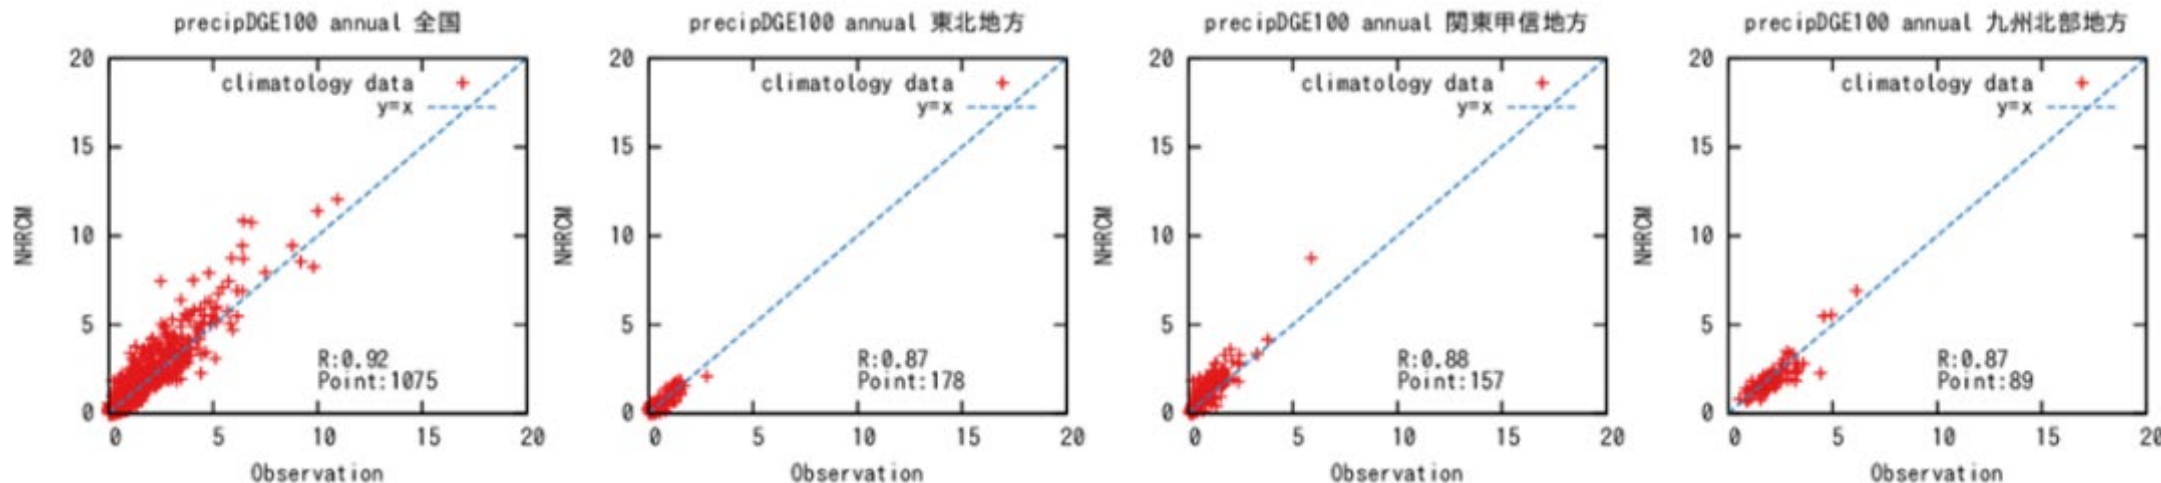 precipDGE100 annual 全国
20
15
10
5
0
0 5 10 15 20
NHRCM
Observation
climatology data
y=x
R:0.92
Point:1075
precipDGE100 annual 東北地方
20
15
10
5
0
0 5 10 15 20
NHRCM
Observation
climatology data
y=x
R:0.87
Point:178
precipDGE100 annual 関東甲信地方
20
15
10
5
0
0 5 10 15 20
NHRCM
Observation
climatology data
y=x
R:0.88
Point:157
precipDGE100 annual 九州北部地方
20
15
10
5
0
0 5 10 15 20
NHRCM
Observation
climatology data
y=x
R:0.87
Point:89